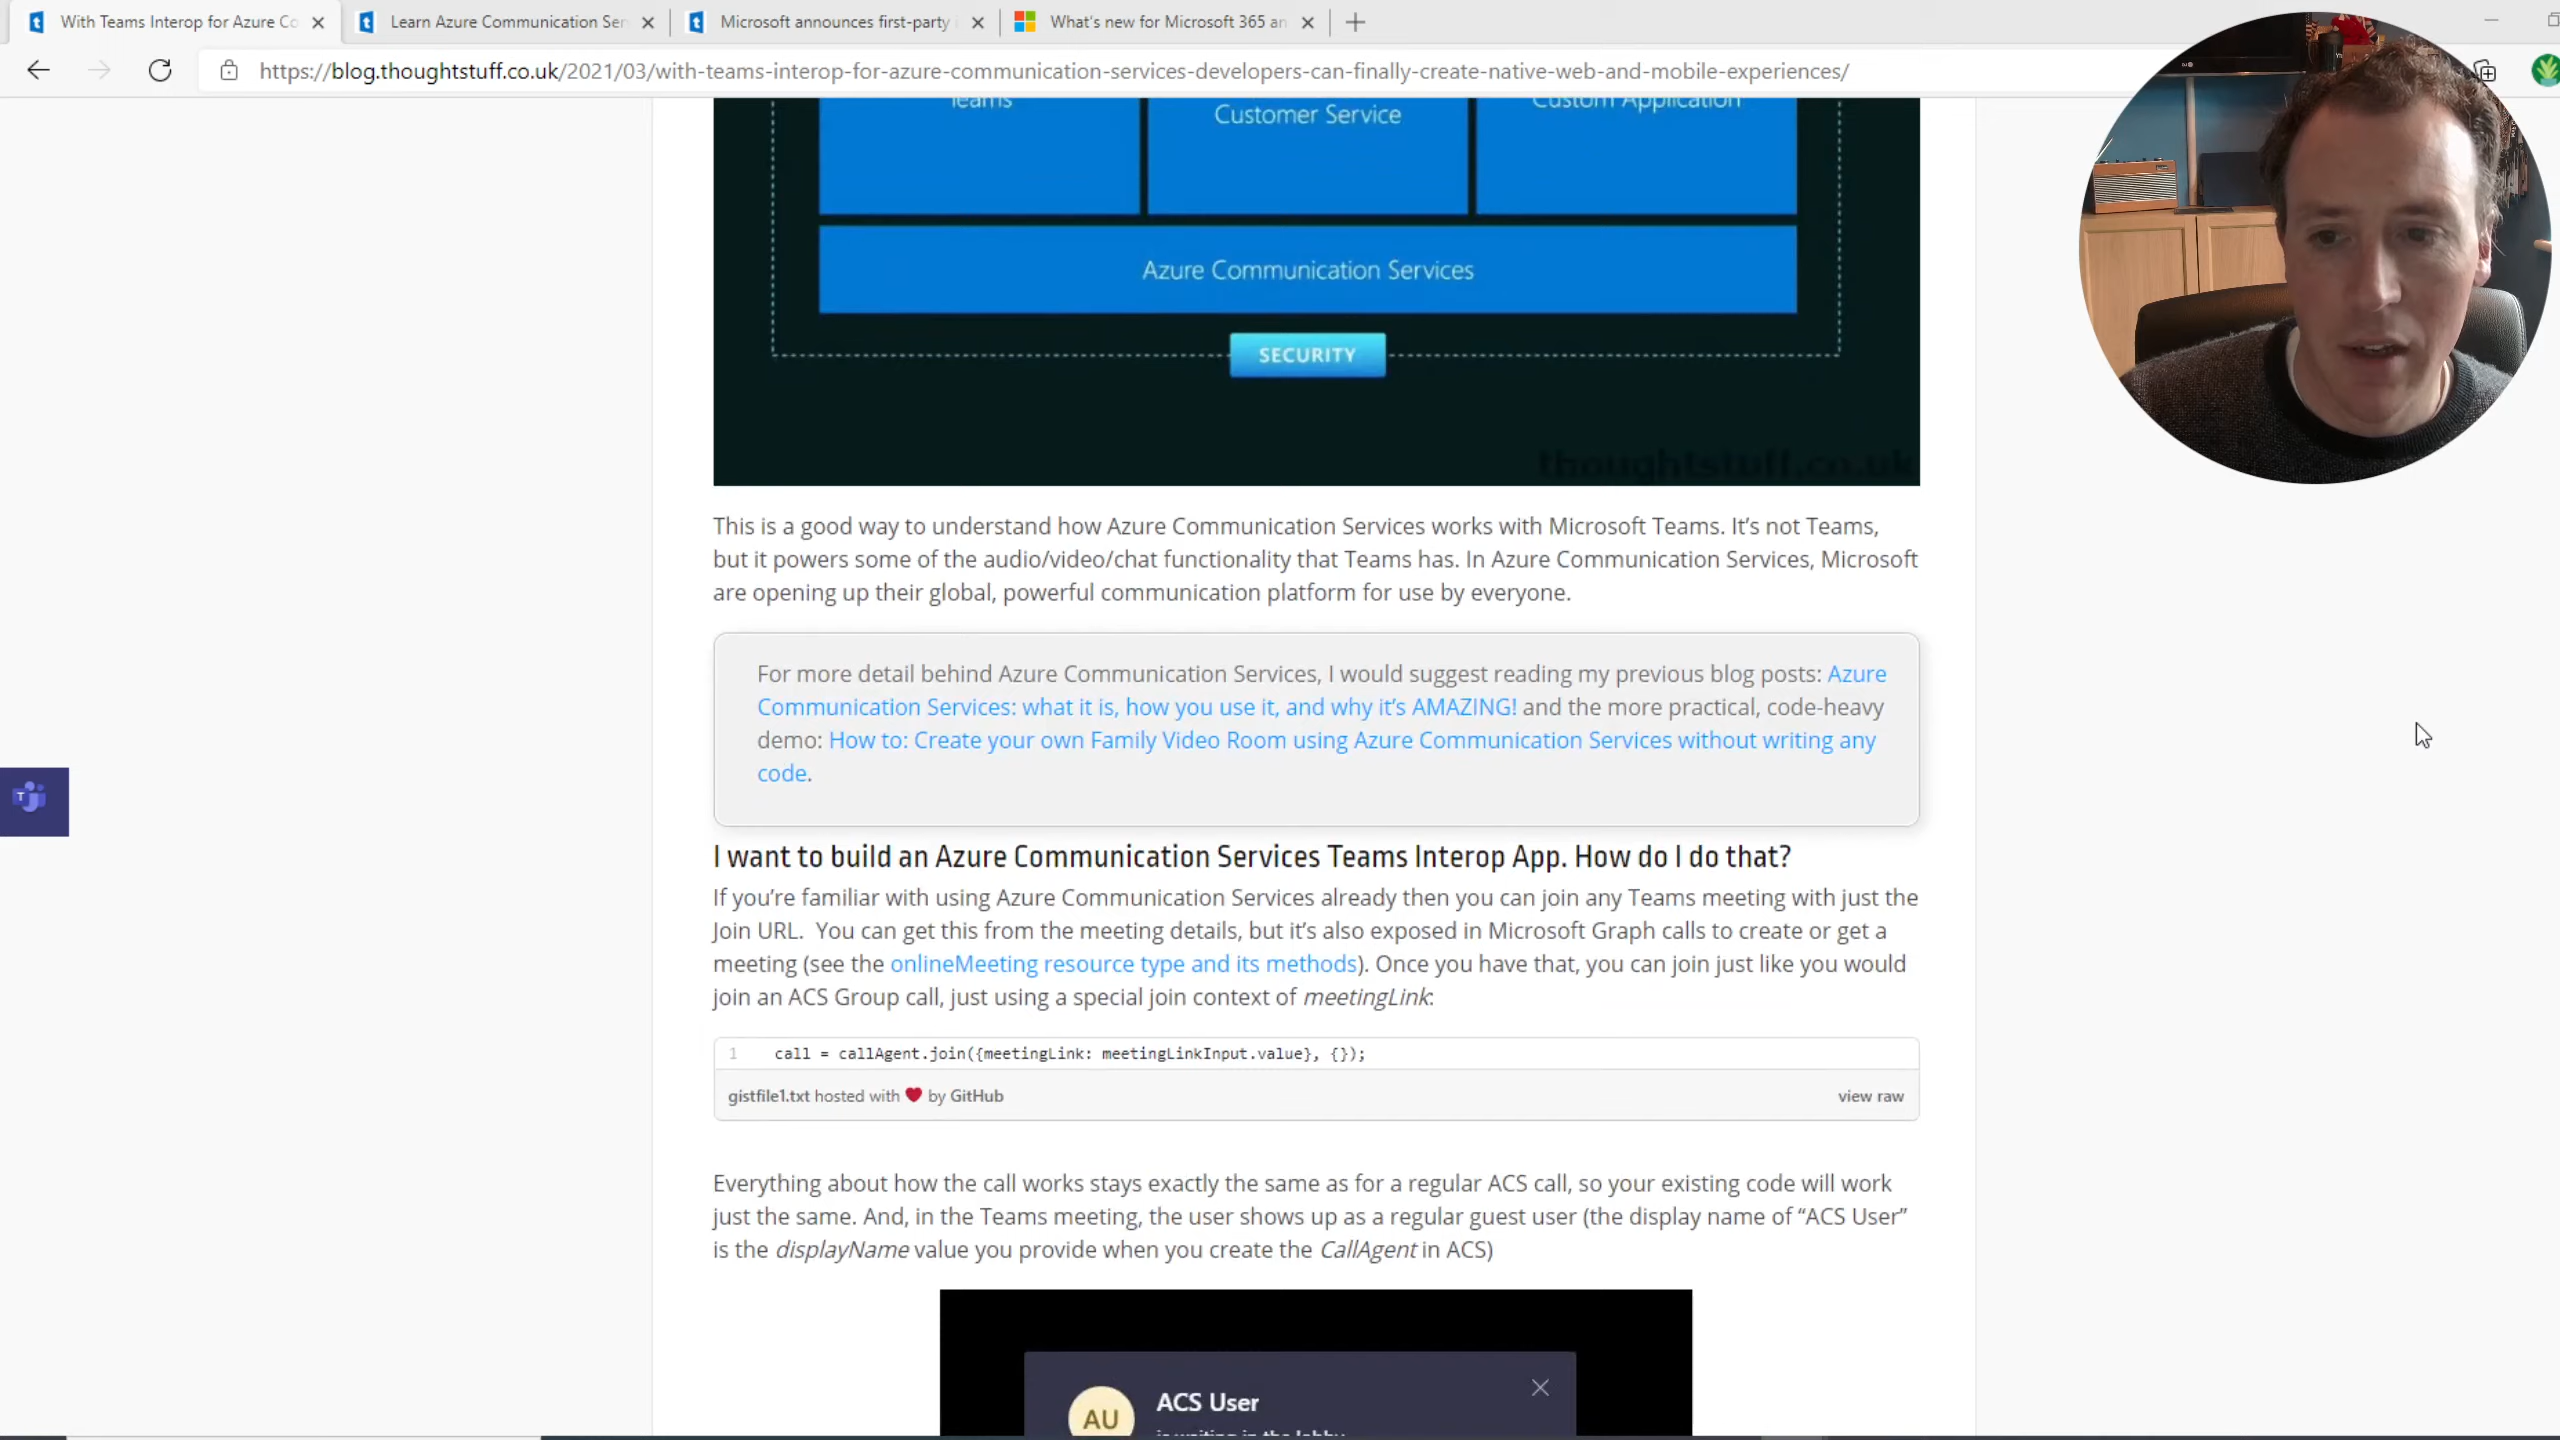 With Teams Interop for Azure Co
Learn Azure Communication Ser
Microsoft announces first-party
What's new for Microsoft 365 an
https://blog.thoughtstuff.co.uk/2021/03/with-teams-interop-for-azure-communication-services-developers-can-finally-create-native-web-and-mobile-experiences/
Teams
Customer Service
Custom Application
Azure Communication Services
SECURITY
thoughtstuff.co.uk
This is a good way to understand how Azure Communication Services works with Microsoft Teams. It's not Teams,
but it powers some of the audio/video/chat functionality that Teams has. In Azure Communication Services, Microsoft
are opening up their global, powerful communication platform for use by everyone.
For more detail behind Azure Communication Services, I would suggest reading my previous blog posts: Azure
Communication Services: what it is, how you use it, and why it's AMAZING! and the more practical, code-heavy
demo: How to: Create your own Family Video Room using Azure Communication Services without writing any
code.
T
I want to build an Azure Communication Services Teams Interop App. How do I do that?
If you're familiar with using Azure Communication Services already then you can join any Teams meeting with just the
Join URL.  You can get this from the meeting details, but it's also exposed in Microsoft Graph calls to create or get a
meeting (see the onlineMeeting resource type and its methods). Once you have that, you can join just like you would
join an ACS Group call, just using a special join context of meetingLink:
1 call = callAgent.join({meetingLink: meetingLinkInput.value}, {});
gistfile1.txt hosted with ❤ by GitHub
view raw
Everything about how the call works stays exactly the same as for a regular ACS call, so your existing code will work
just the same. And, in the Teams meeting, the user shows up as a regular guest user (the display name of “ACS User”
is the displayName value you provide when you create the CallAgent in ACS)
AU
ACS User
is waiting in the lobby